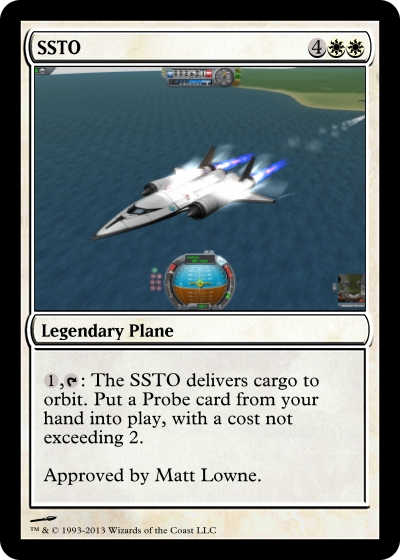 SSTO 4
Legendary Plane
1,: The SSTO delivers cargo to
orbit. Put a Probe card from your
hand into play, with a cost not
exceeding 2.
Approved by Matt Lowne.
™ & © 1993-2013 Wizards of the Coast LLC